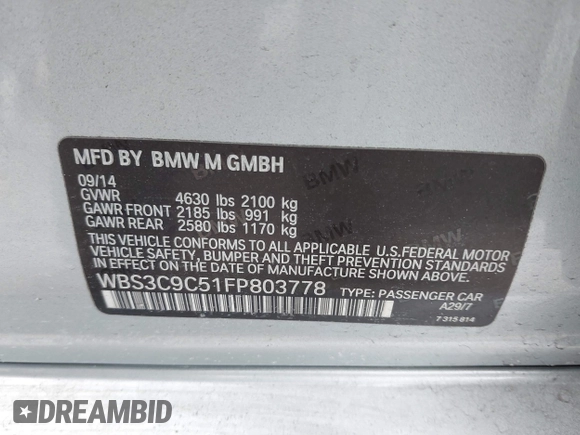 MFD BY BMW M GMBH
09/14
GVWR 4630 lbs 2100 kg
GAWR FRONT 2185 lbs 991 kg
GAWR REAR 2580 lbs 1170 kg
THIS VEHICLE CONFORMS TO ALL APPLICABLE U.S.FEDERAL MOTOR
VEHICLE SAFETY, BUMPER AND THEFT PREVENTION STANDARDS
IN EFFECT ON THE DATE OF MANUFACTURE SHOWN ABOVE.
WBS3C9C51FP803778 TYPE: PASSENGER CAR
A29/7
7 315 814
DREAMBID